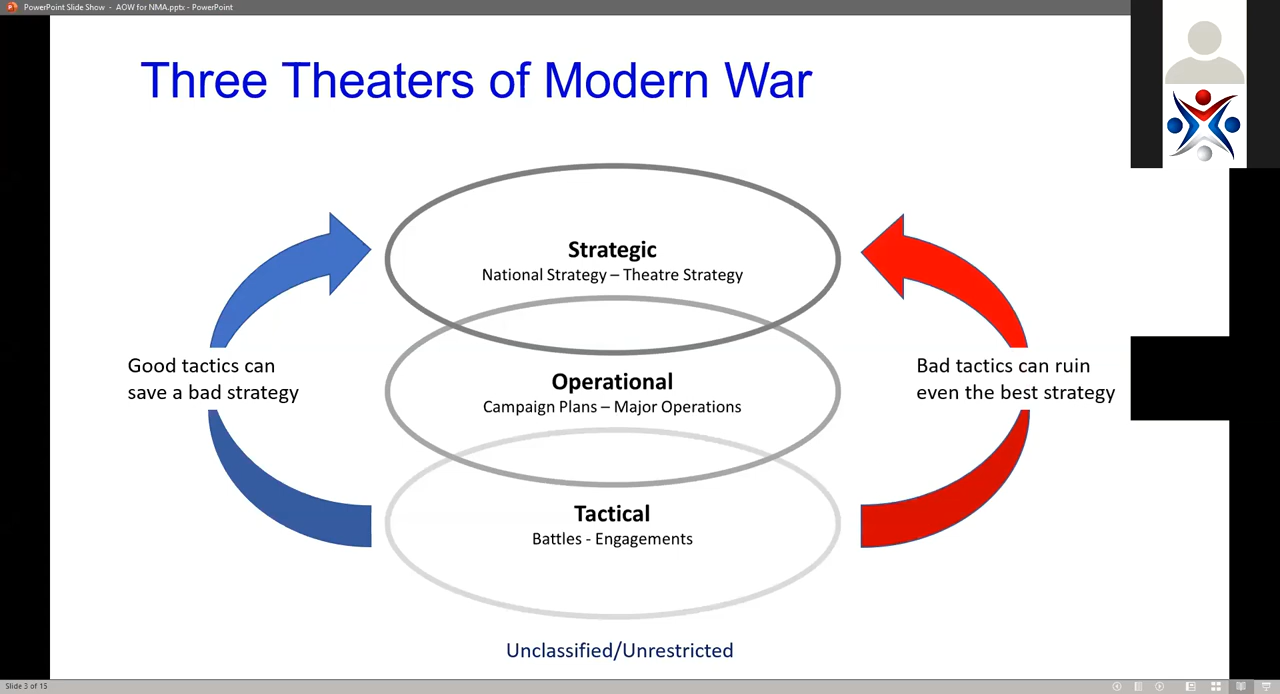 PowerPoint Slide Show - AOW for NMA.pptx - PowerPoint
Three Theaters of Modern War
Strategic
National Strategy – Theatre Strategy
Good tactics can
save a bad strategy
Operational
Campaign Plans – Major Operations
Bad tactics can ruin
even the best strategy
Tactical
Battles - Engagements
Unclassified/Unrestricted
Slide 3 of 15